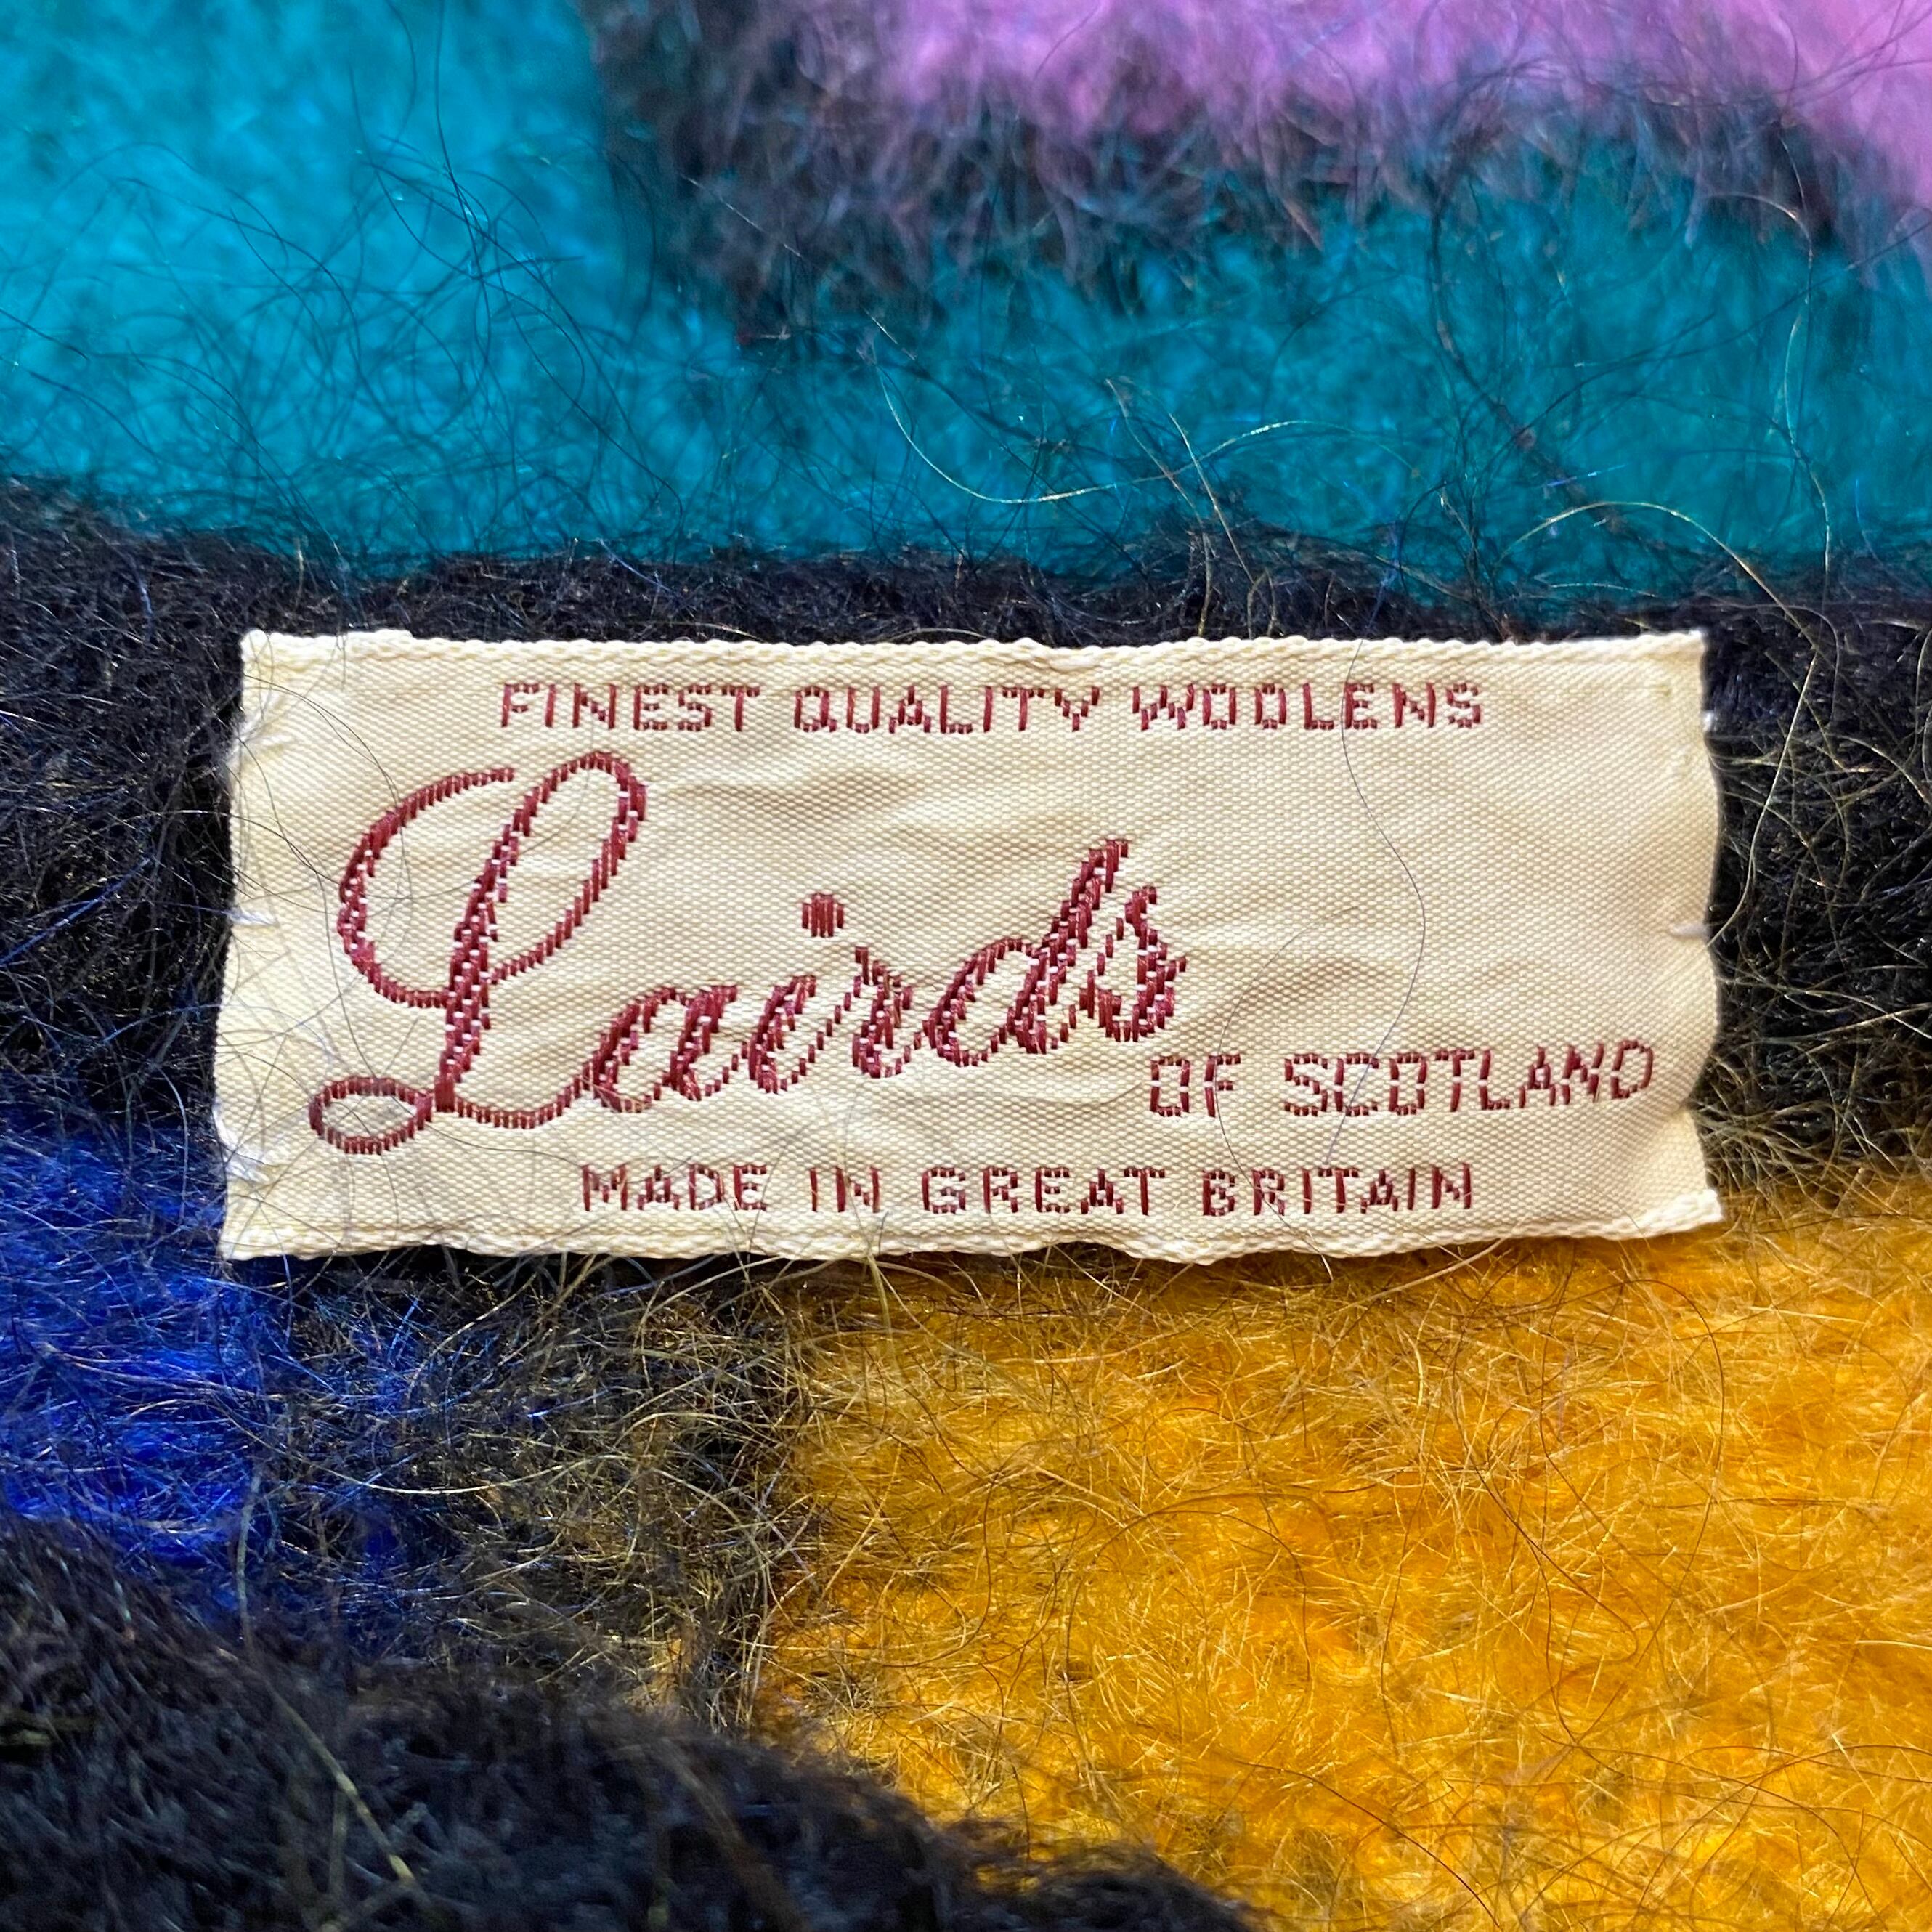 FINEST QUALITY WOOLENS
Lairds
OF SCOTLAND
MADE IN GREAT BRITAIN